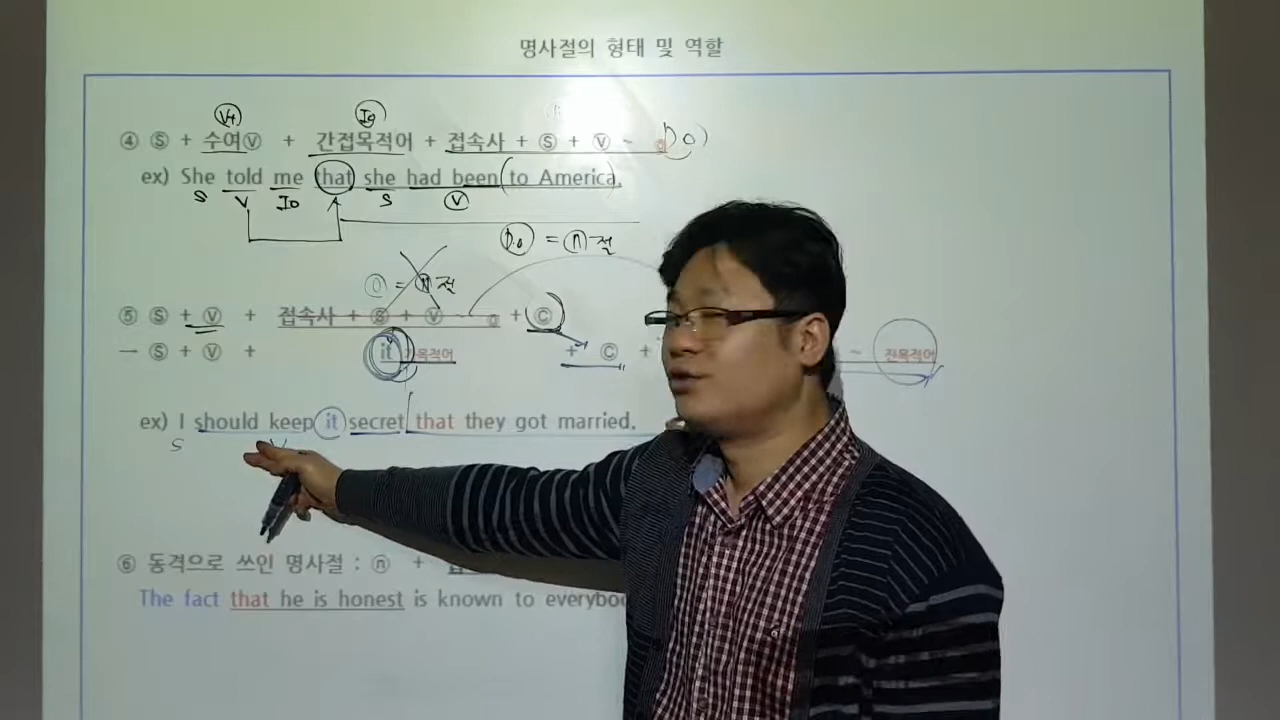 명사절의 형태 및 역할
Vt Io
④ Ⓢ + 수여Ⓥ + 간접목적어 + 접속사 + Ⓢ + Ⓥ ~ D.O)
ex) She told me that she had been (to America).
S V Io S Ⓥ
D.O = ⓝ절
O = ⓝ절
⑤ Ⓢ + Ⓥ + 접속사 + Ⓢ + Ⓥ ~ + Ⓒ
– Ⓢ + Ⓥ + it 가목적어 + Ⓒ + ~ 진목적어
ex) I should keep it secret that they got married.
S V
⑥ 동격으로 쓰인 명사절 : ⓝ +
The fact that he is honest is known to